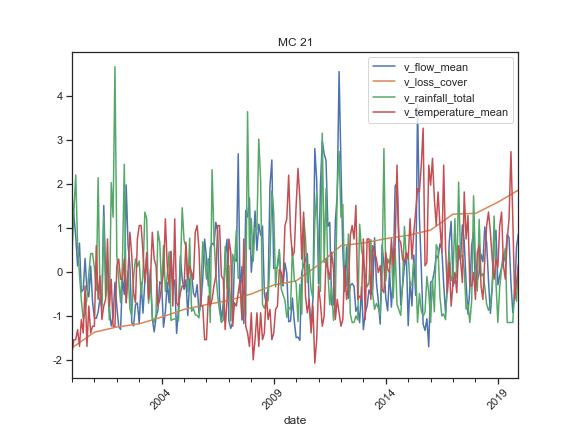 MC 21
v_flow_mean
v_loss_cover
v_rainfall_total
v_temperature_mean
4
3
2
1
0
-1
-2
2004
2009
2014
2019
date